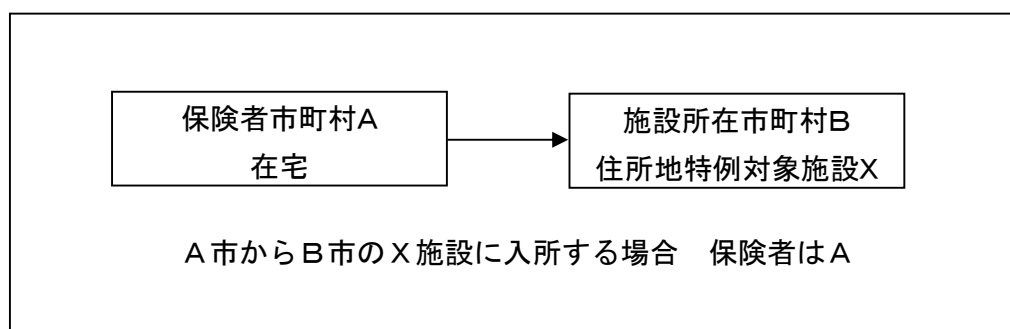 保険者市町村A
在宅
施設所在市町村B
住所地特例対象施設X
A市からB市のX施設に入所する場合　保険者はA